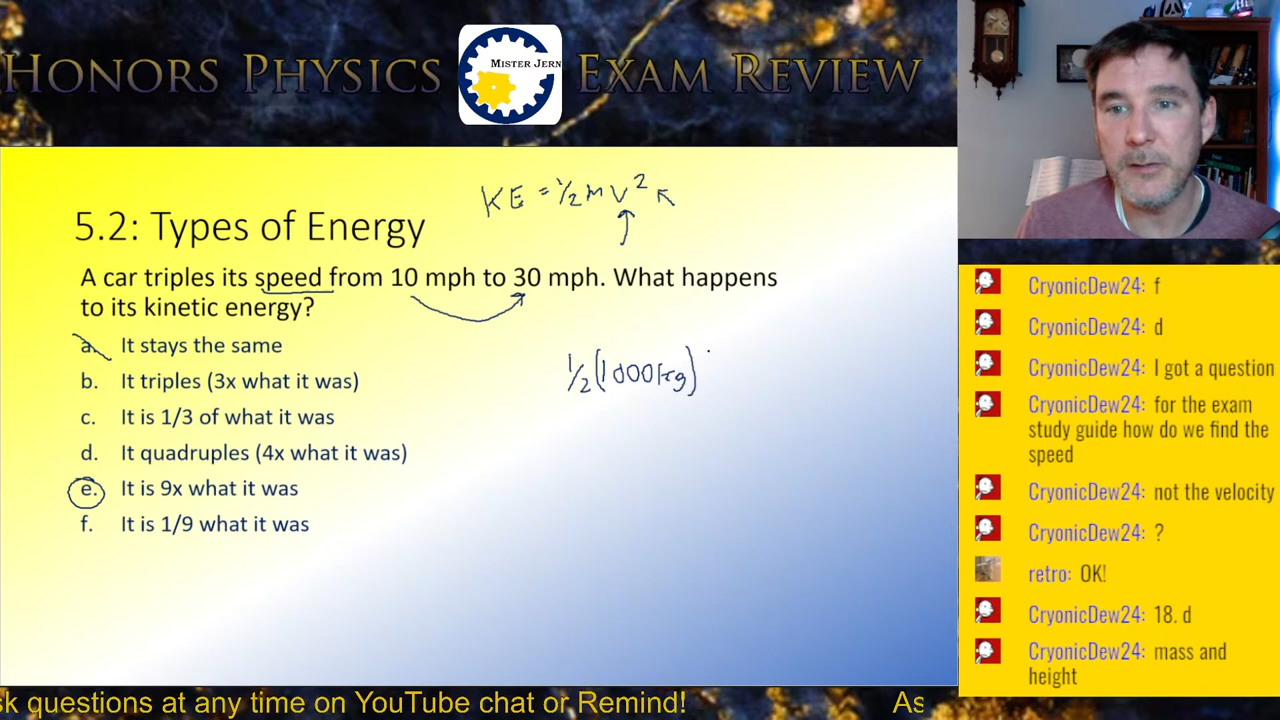 HONORS PHYSICS
MISTER JERN
EXAM REVIEW
KE = 1/2 m v²
5.2: Types of Energy
A car triples its speed from 10 mph to 30 mph. What happens
to its kinetic energy?
a. It stays the same
b. It triples (3x what it was)
c. It is 1/3 of what it was
d. It quadruples (4x what it was)
e. It is 9x what it was
f. It is 1/9 what it was
1/2 (1000kg)
CryonicDew24: f
CryonicDew24: d
CryonicDew24: I got a question
CryonicDew24: for the exam
study guide how do we find the
speed
CryonicDew24: not the velocity
CryonicDew24: ?
retro: OK!
CryonicDew24: 18. d
CryonicDew24: mass and
height
sk questions at any time on YouTube chat or Remind! As